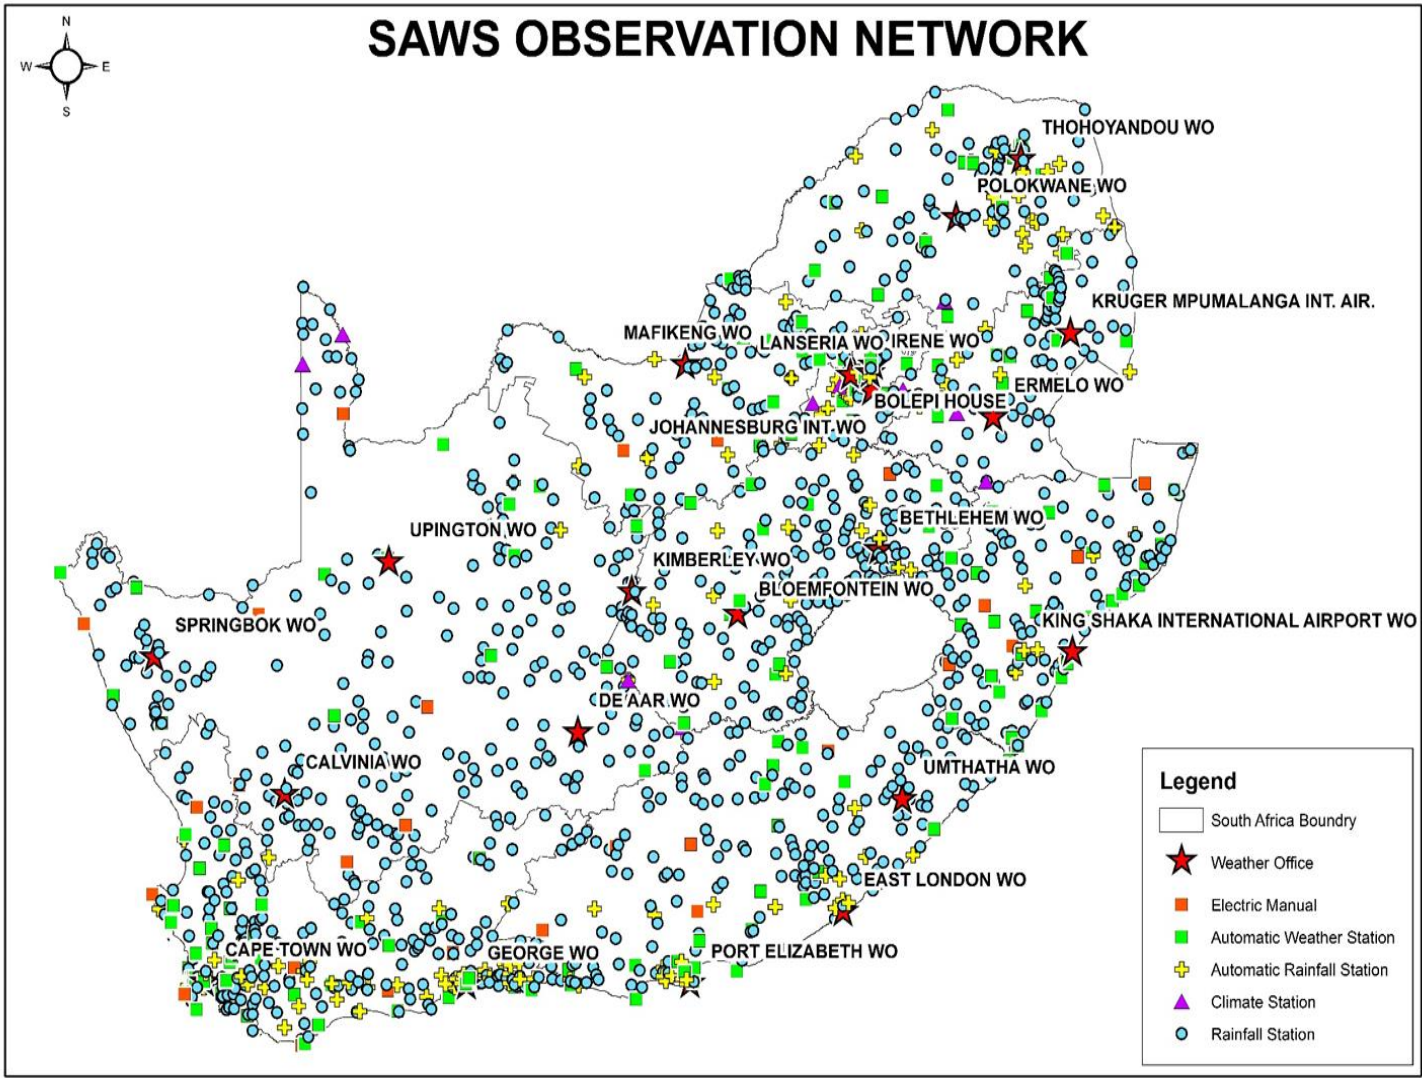 SAWS OBSERVATION NETWORK
N
W E
S
THOHOYANDOU WO
POLOKWANE WO
KRUGER MPUMALANGA INT. AIR.
MAFIKENG WO
LANSERIA WO
IRENE WO
ERMELO WO
BOLEPI HOUSE
JOHANNESBURG INT WO
BETHLEHEM WO
UPINGTON WO
KIMBERLEY WO
BLOEMFONTEIN WO
SPRINGBOK WO
KING SHAKA INTERNATIONAL AIRPORT WO
DE AAR WO
CALVINIA WO
UMTHATHA WO
EAST LONDON WO
CAPE TOWN WO
GEORGE WO
PORT ELIZABETH WO
Legend
South Africa Boundry
Weather Office
Electric Manual
Automatic Weather Station
Automatic Rainfall Station
Climate Station
Rainfall Station